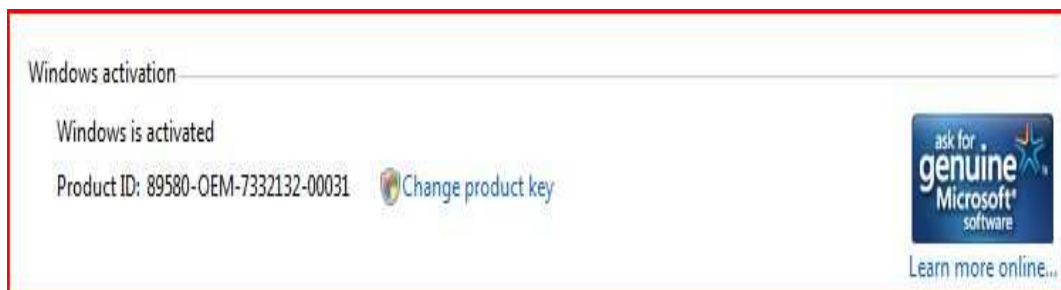 Windows activation
Windows is activated
Product ID: 89580-OEM-7332132-00031 Change product key
ask for
genuine
Microsoft®
software
Learn more online...